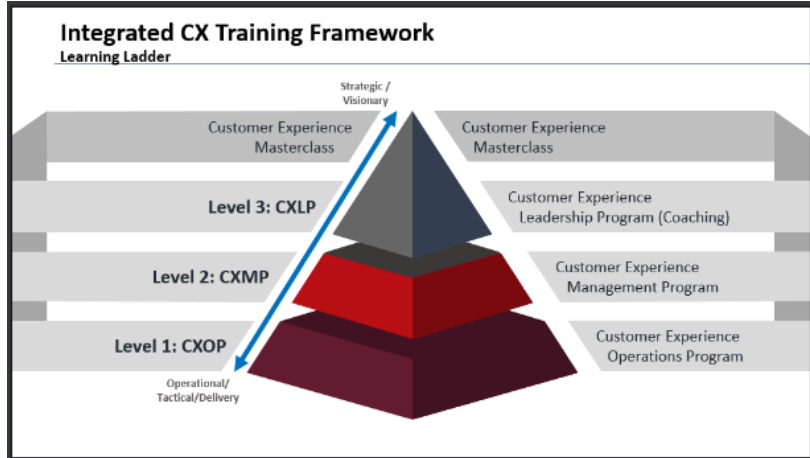 Integrated CX Training Framework
Learning Ladder
Strategic /
Visionary
Customer Experience
Masterclass
Customer Experience
Masterclass
Level 3: CXLP
Customer Experience
Leadership Program (Coaching)
Level 2: CXMP
Customer Experience
Management Program
Level 1: CXOP
Customer Experience
Operations Program
Operational/
Tactical/Delivery